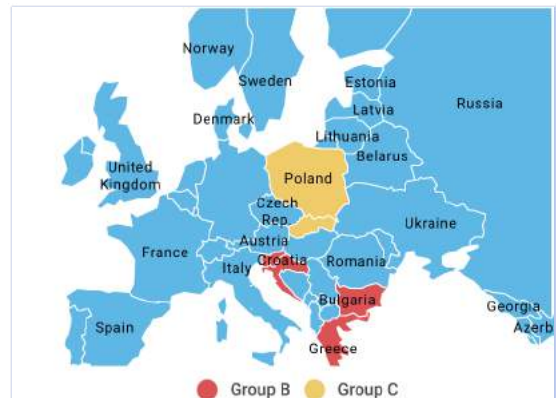 Norway
Sweden
Estonia
Latvia
Russia
Denmark
Lithuania
Belarus
United
Kingdom
Poland
Czech
Rep.
Ukraine
France
Austria
Croatia
Romania
Italy
Bulgaria
Georgia
Spain
Azerb
Greece
Group B
Group C